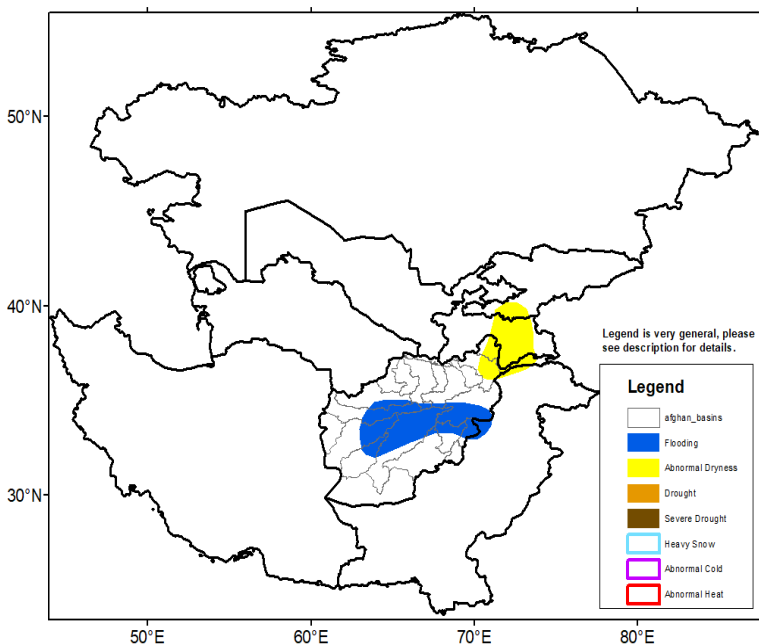 50°N
40°N
30°N
50°E
60°E
70°E
80°E
Legend is very general, please
see description for details.
Legend
afghan_basins
Flooding
Abnormal Dryness
Drought
Severe Drought
Heavy Snow
Abnormal Cold
Abnormal Heat